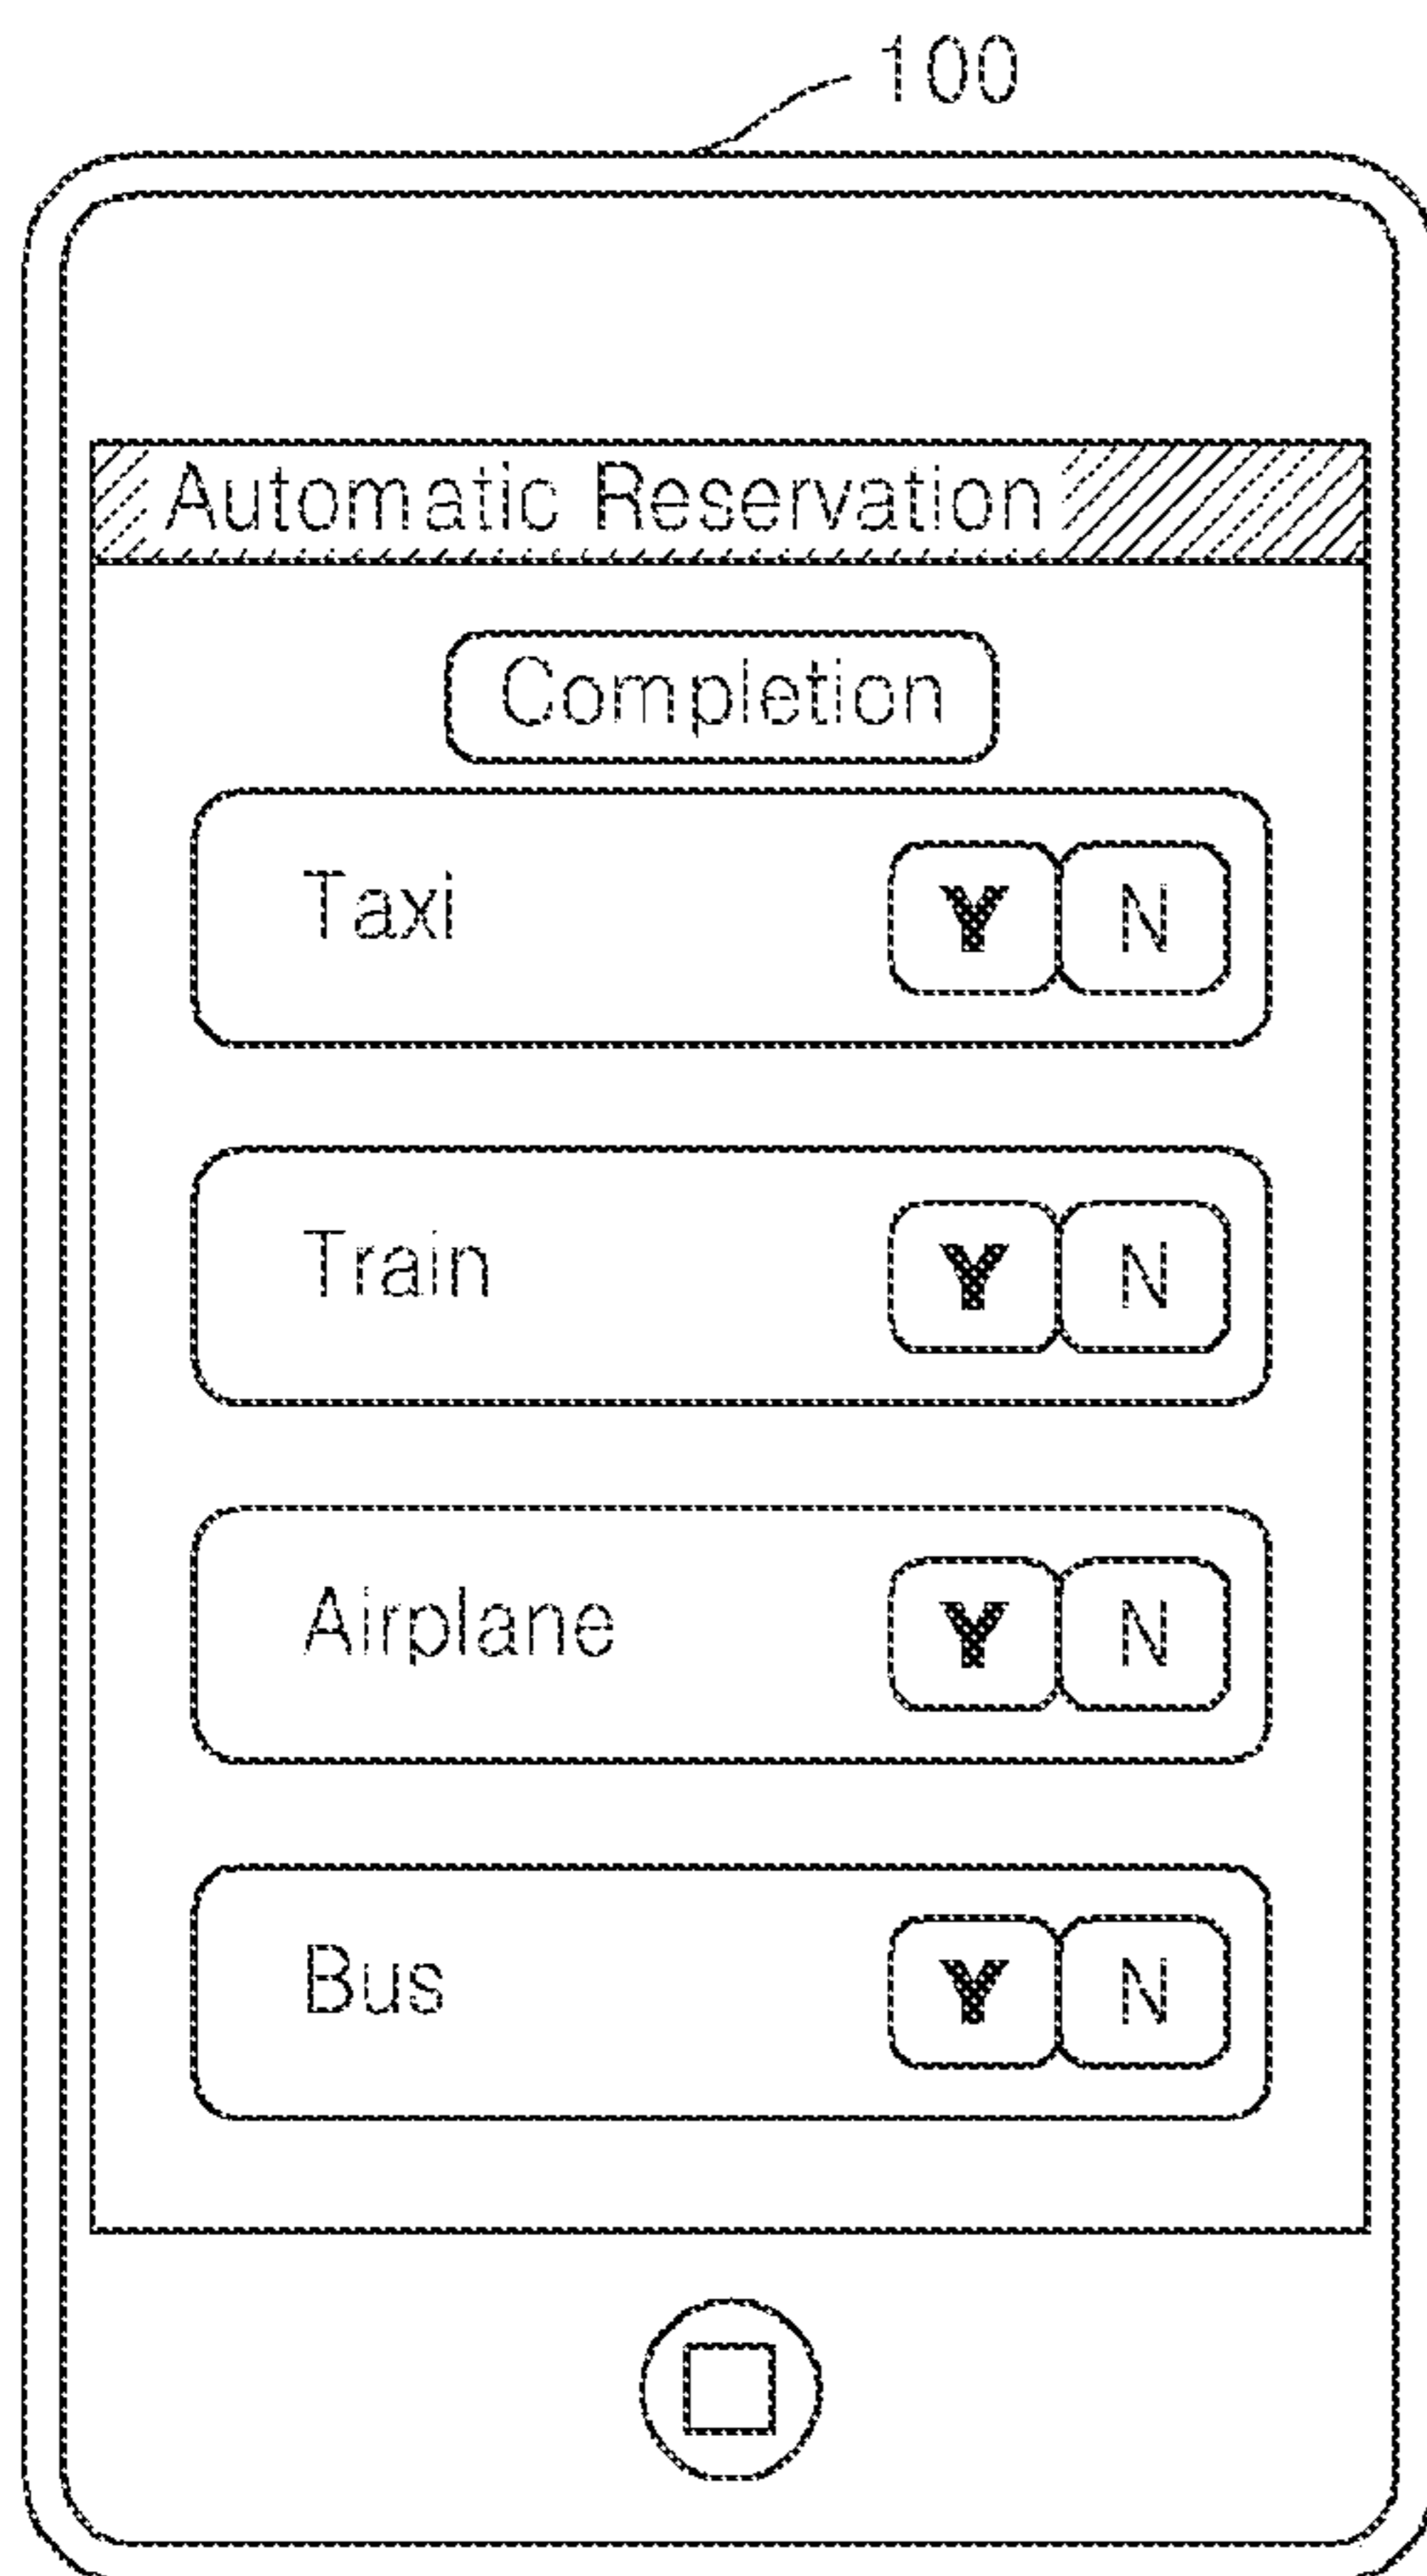 100
Automatic Reservation
Completion
Taxi Y N
Train Y N
Airplane Y N
Bus Y N